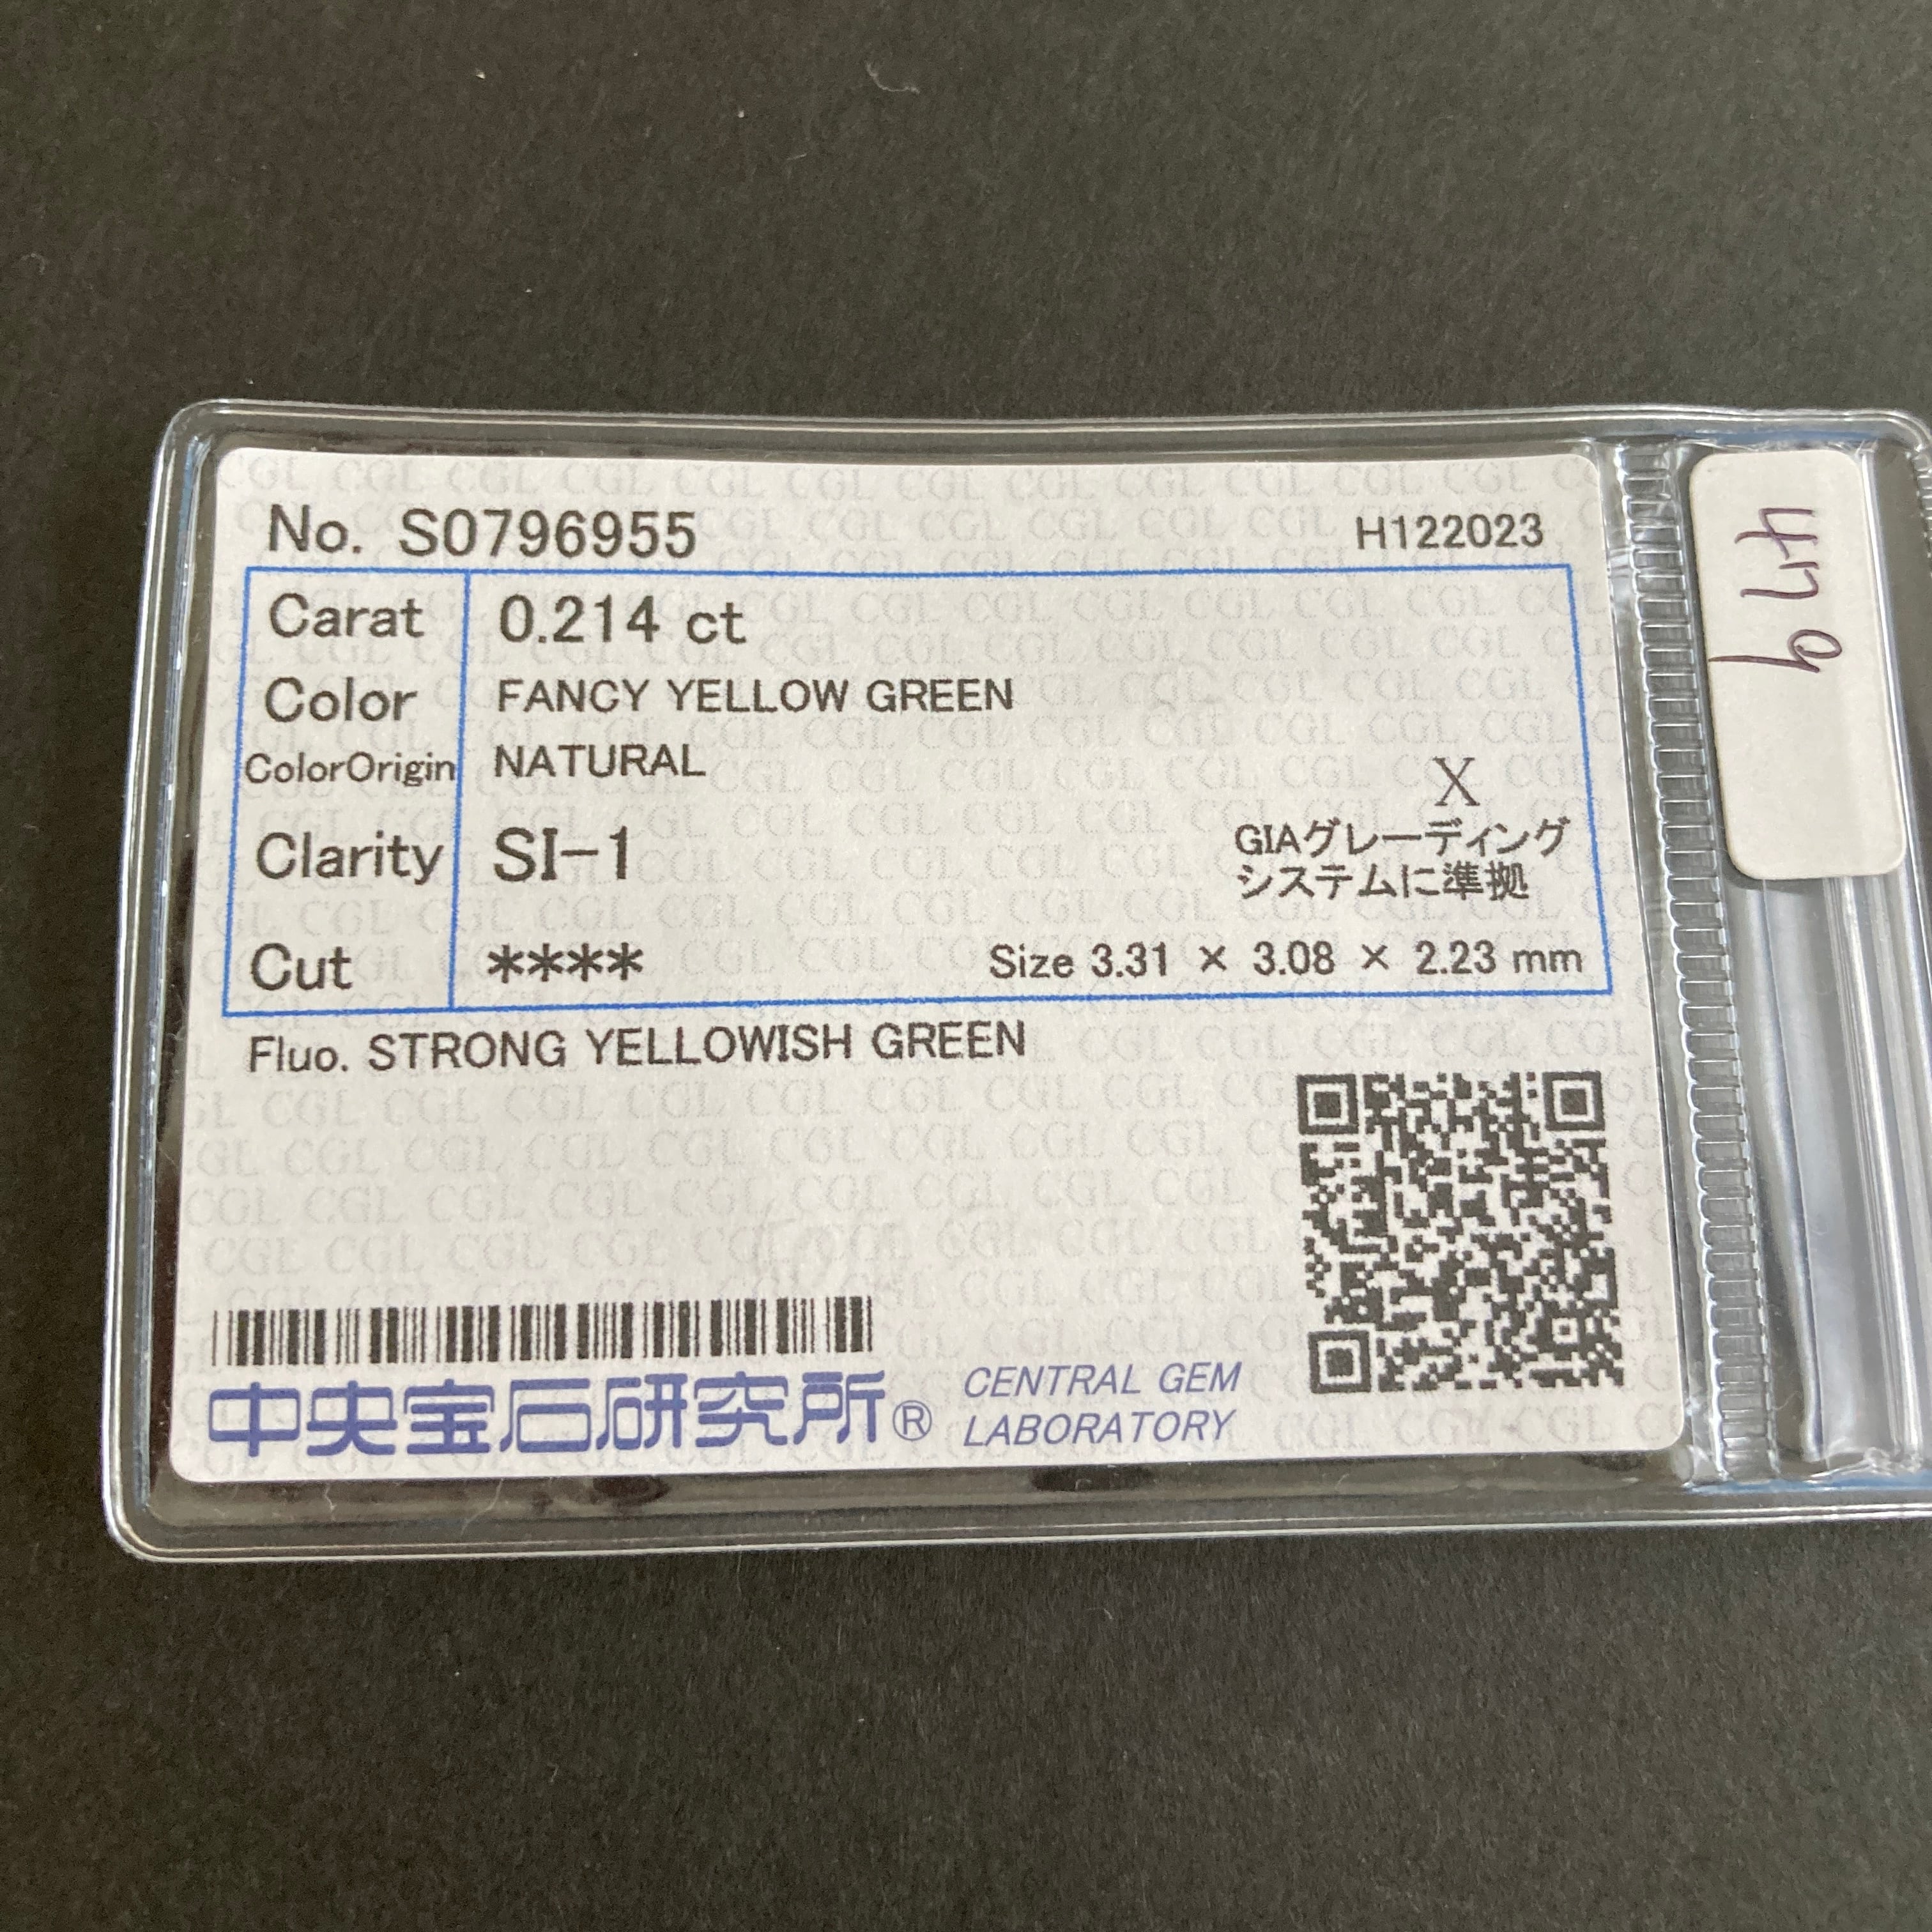 No. S0796955 H122023
Carat 0.214 ct
Color FANCY YELLOW GREEN
ColorOrigin NATURAL
X
Clarity SI-1
GIAグレーディング
システムに準拠
Cut **** Size 3.31 × 3.08 × 2.23 mm
Fluo. STRONG YELLOWISH GREEN
中央宝石研究所® CENTRAL GEM
LABORATORY